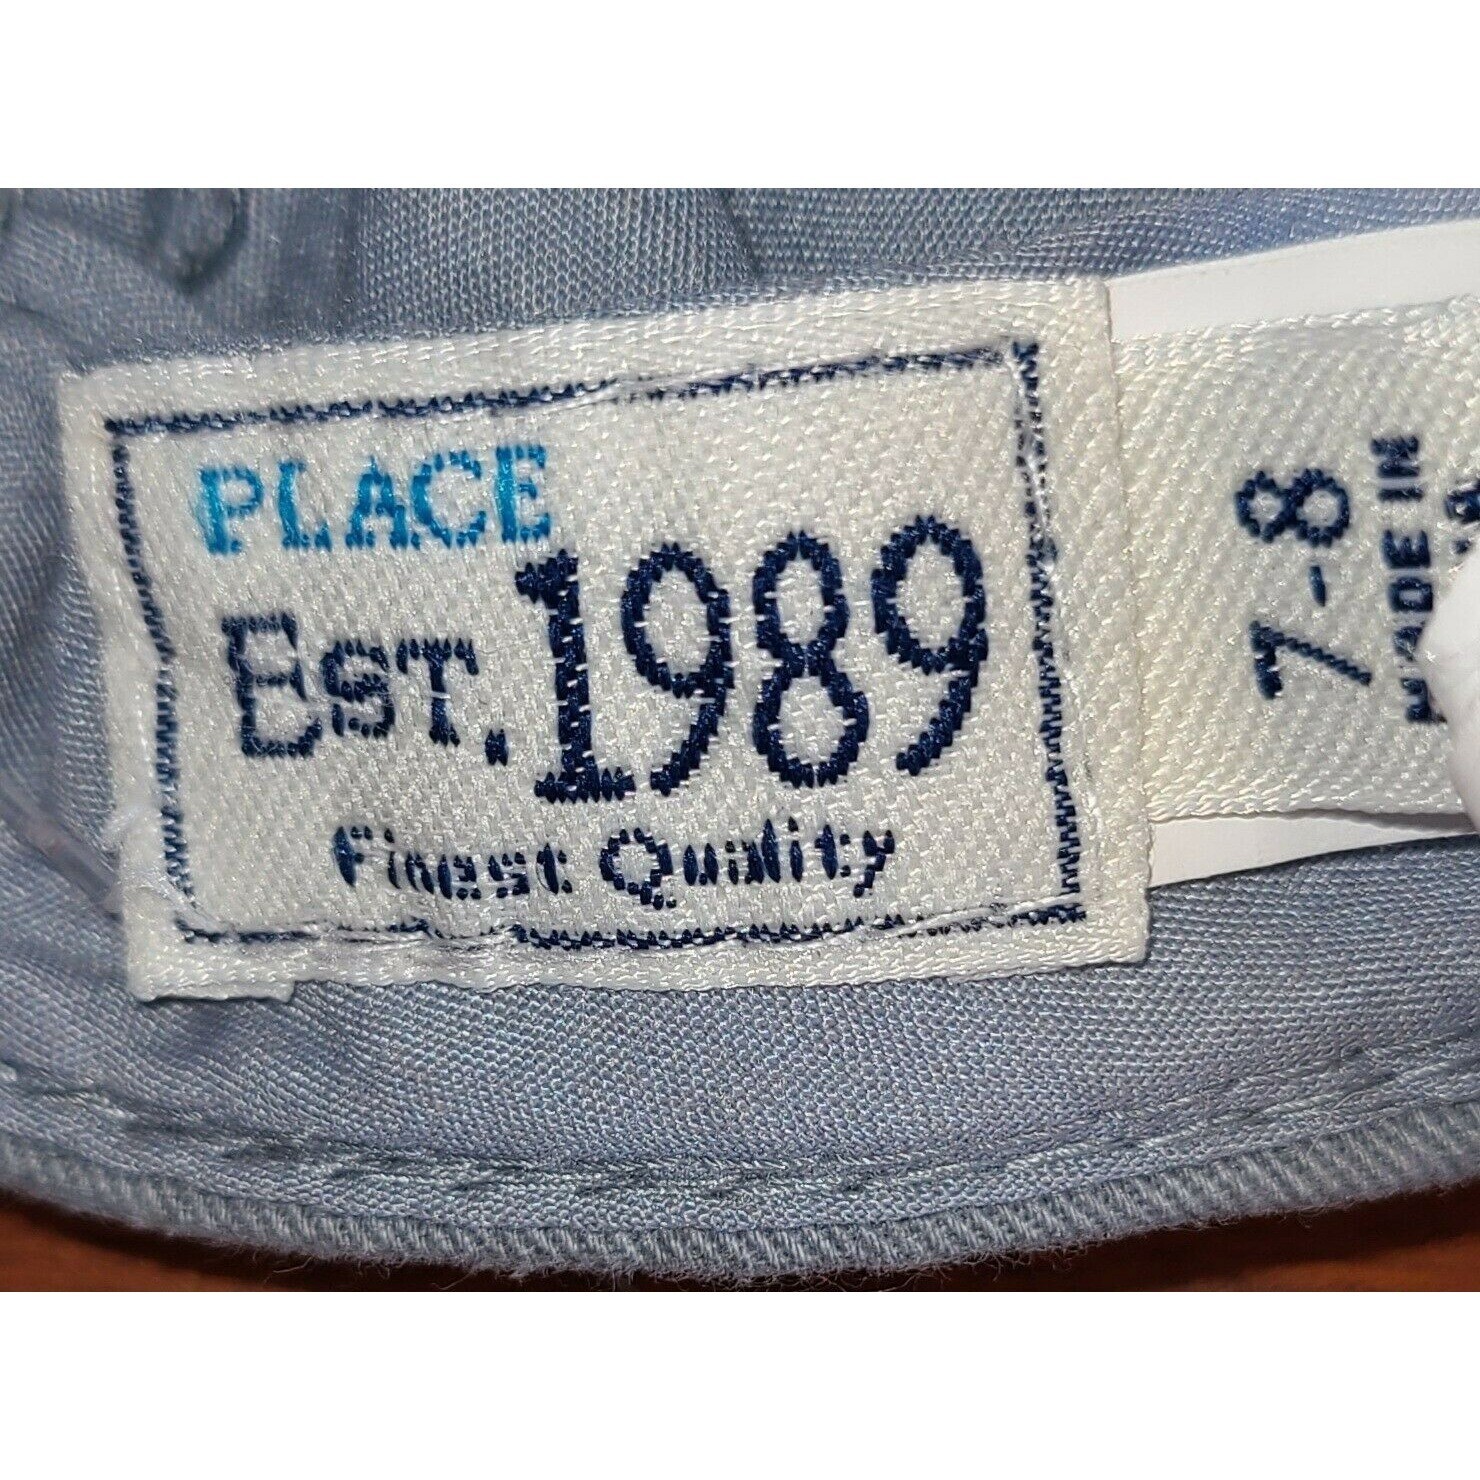 PLACE
EST. 1989
Finest Quality
7-8
MADE IN